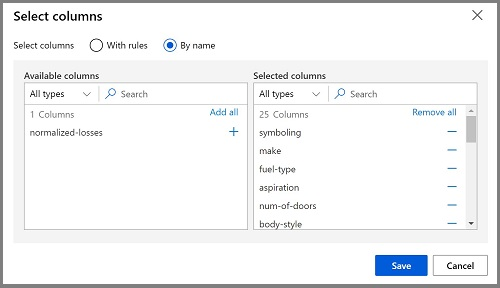 Select columns
Select columns With rules By name
Available columns Selected columns
All types Search All types Search
1 Columns Add all 25 Columns Remove all
normalized-losses symboling
make
fuel-type
aspiration
num-of-doors
body-style
Save Cancel